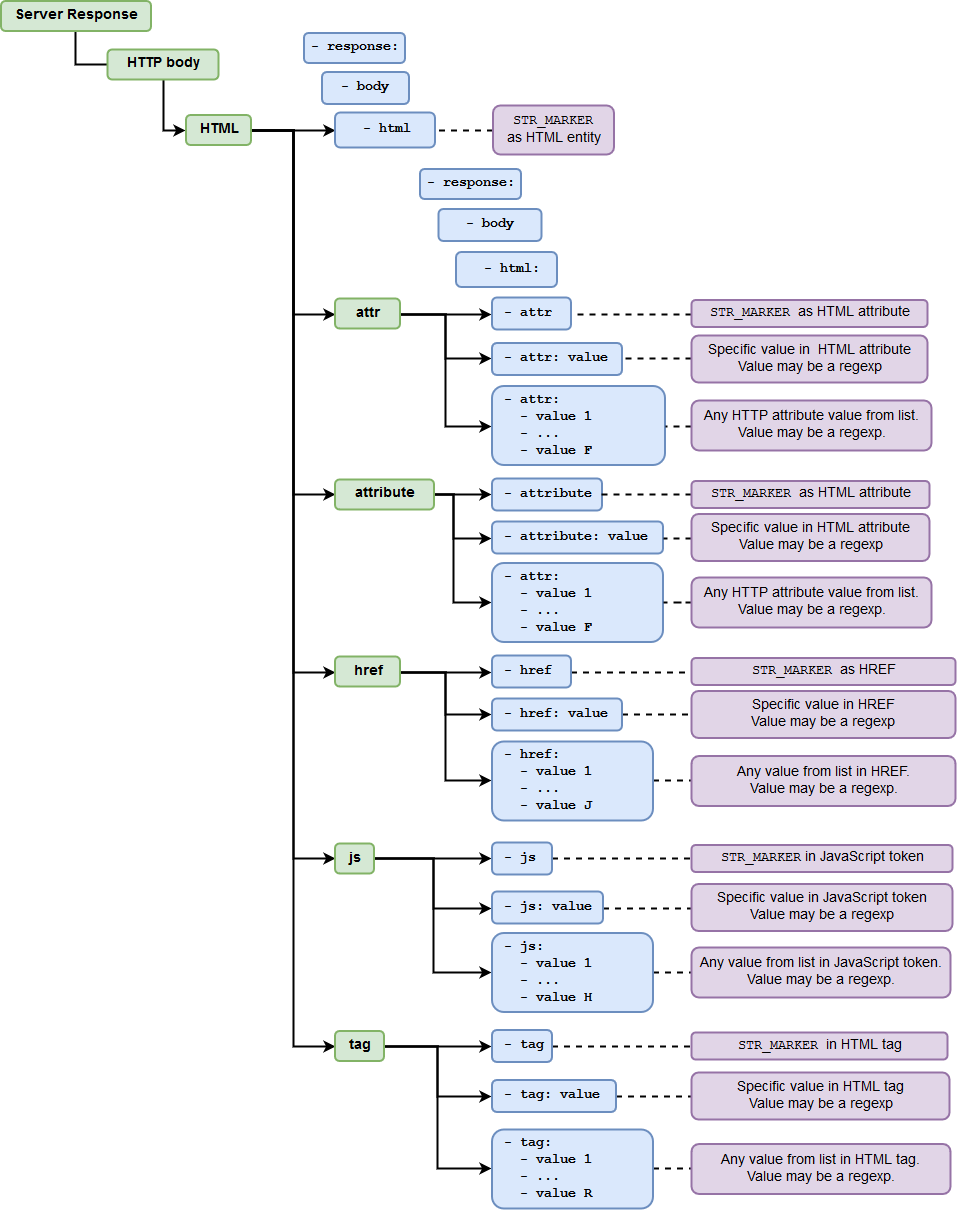 Server Response
HTTP body
HTML
- response:
- body
- html
STR_MARKER
as HTML entity
- response:
- body
- html:
attr
- attr
STR_MARKER as HTML attribute
- attr: value
Specific value in HTML attribute
Value may be a regexp
- attr:
- value 1
- ...
- value F
Any HTTP attribute value from list.
Value may be a regexp.
attribute
- attribute
STR_MARKER as HTML attribute
- attribute: value
Specific value in HTML attribute
Value may be a regexp
- attr:
- value 1
- ...
- value F
Any HTTP attribute value from list.
Value may be a regexp.
href
- href
STR_MARKER as HREF
- href: value
Specific value in HREF
Value may be a regexp
- href:
- value 1
- ...
- value J
Any value from list in HREF.
Value may be a regexp.
js
- js
STR_MARKER in JavaScript token
- js: value
Specific value in JavaScript token
Value may be a regexp
- js:
- value 1
- ...
- value H
Any value from list in JavaScript token.
Value may be a regexp.
tag
- tag
STR_MARKER in HTML tag
- tag: value
Specific value in HTML tag
Value may be a regexp
- tag:
- value 1
- ...
- value R
Any value from list in HTML tag.
Value may be a regexp.